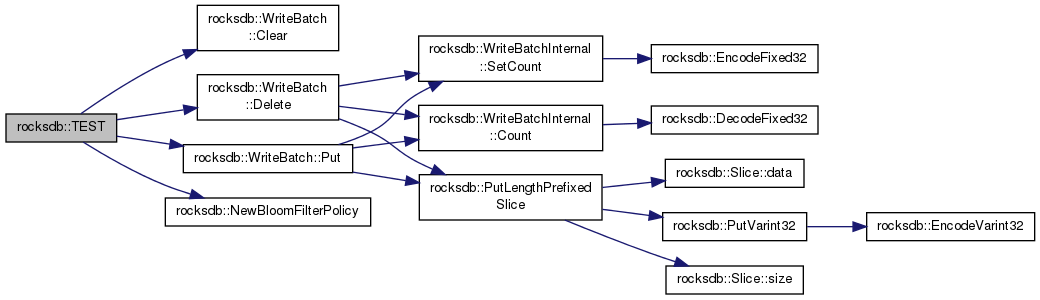 rocksdb::TEST
rocksdb::WriteBatch
::Clear
rocksdb::WriteBatch
::Delete
rocksdb::WriteBatch::Put
rocksdb::NewBloomFilterPolicy
rocksdb::WriteBatchInternal
::SetCount
rocksdb::WriteBatchInternal
::Count
rocksdb::PutLengthPrefixed
Slice
rocksdb::EncodeFixed32
rocksdb::DecodeFixed32
rocksdb::Slice::data
rocksdb::PutVarint32
rocksdb::Slice::size
rocksdb::EncodeVarint32